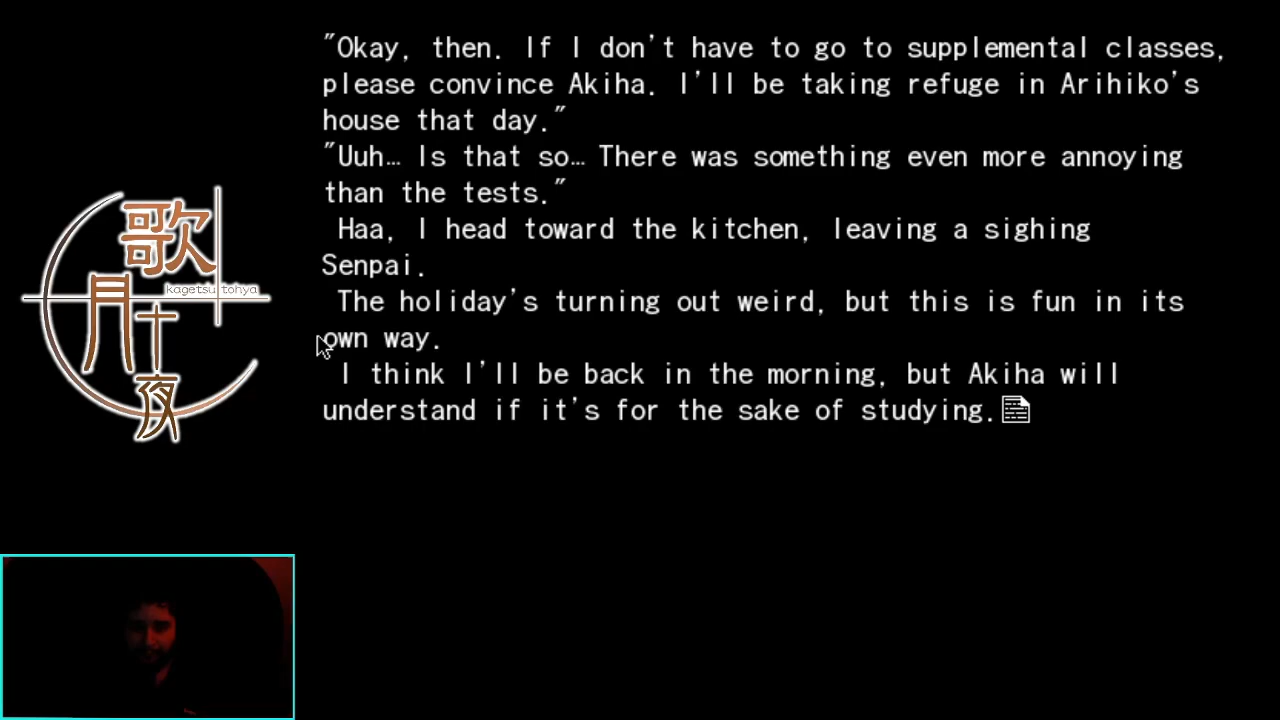 "Okay, then. If I don't have to go to supplemental classes,
please convince Akiha. I'll be taking refuge in Arihiko's
house that day."
"Uuh… Is that so… There was something even more annoying
than the tests."
Haa, I head toward the kitchen, leaving a sighing
Senpai.
The holiday's turning out weird, but this is fun in its
own way.
I think I'll be back in the morning, but Akiha will
understand if it's for the sake of studying.
歌
月
十
夜
kagetsu tohya